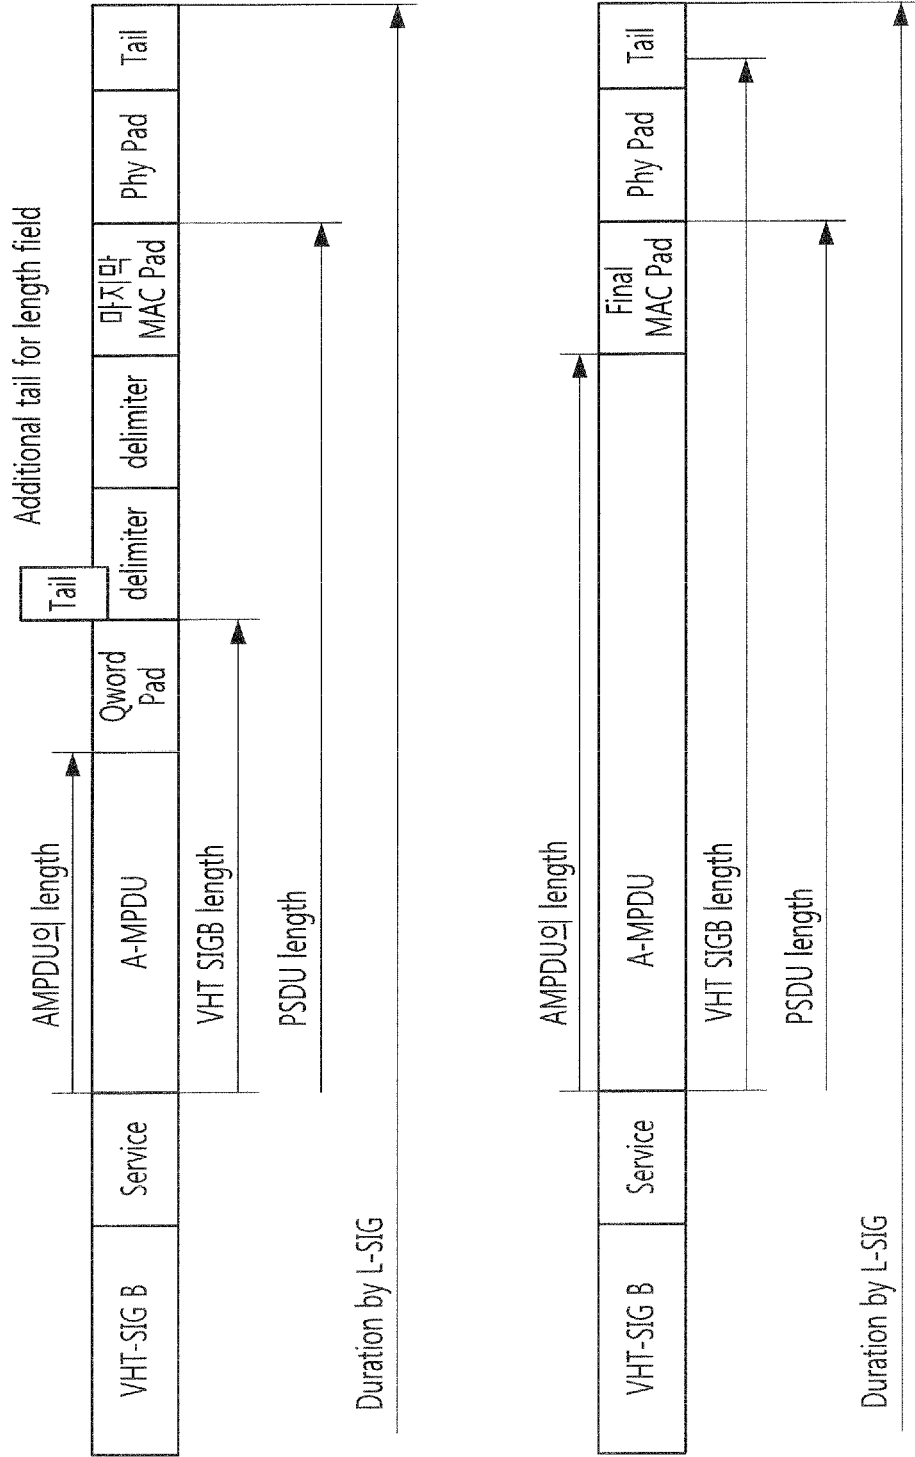 Additional tail for length field
Tail
AMPDU의 length
VHT-SIG B
Service
A-MPDU
Qword
Pad
delimiter
delimiter
마지막
MAC Pad
Phy Pad
Tail
VHT SIGB length
PSDU length
Duration by L-SIG
AMPDU의 length
VHT-SIG B
Service
A-MPDU
Final
MAC Pad
Phy Pad
Tail
VHT SIGB length
PSDU length
Duration by L-SIG